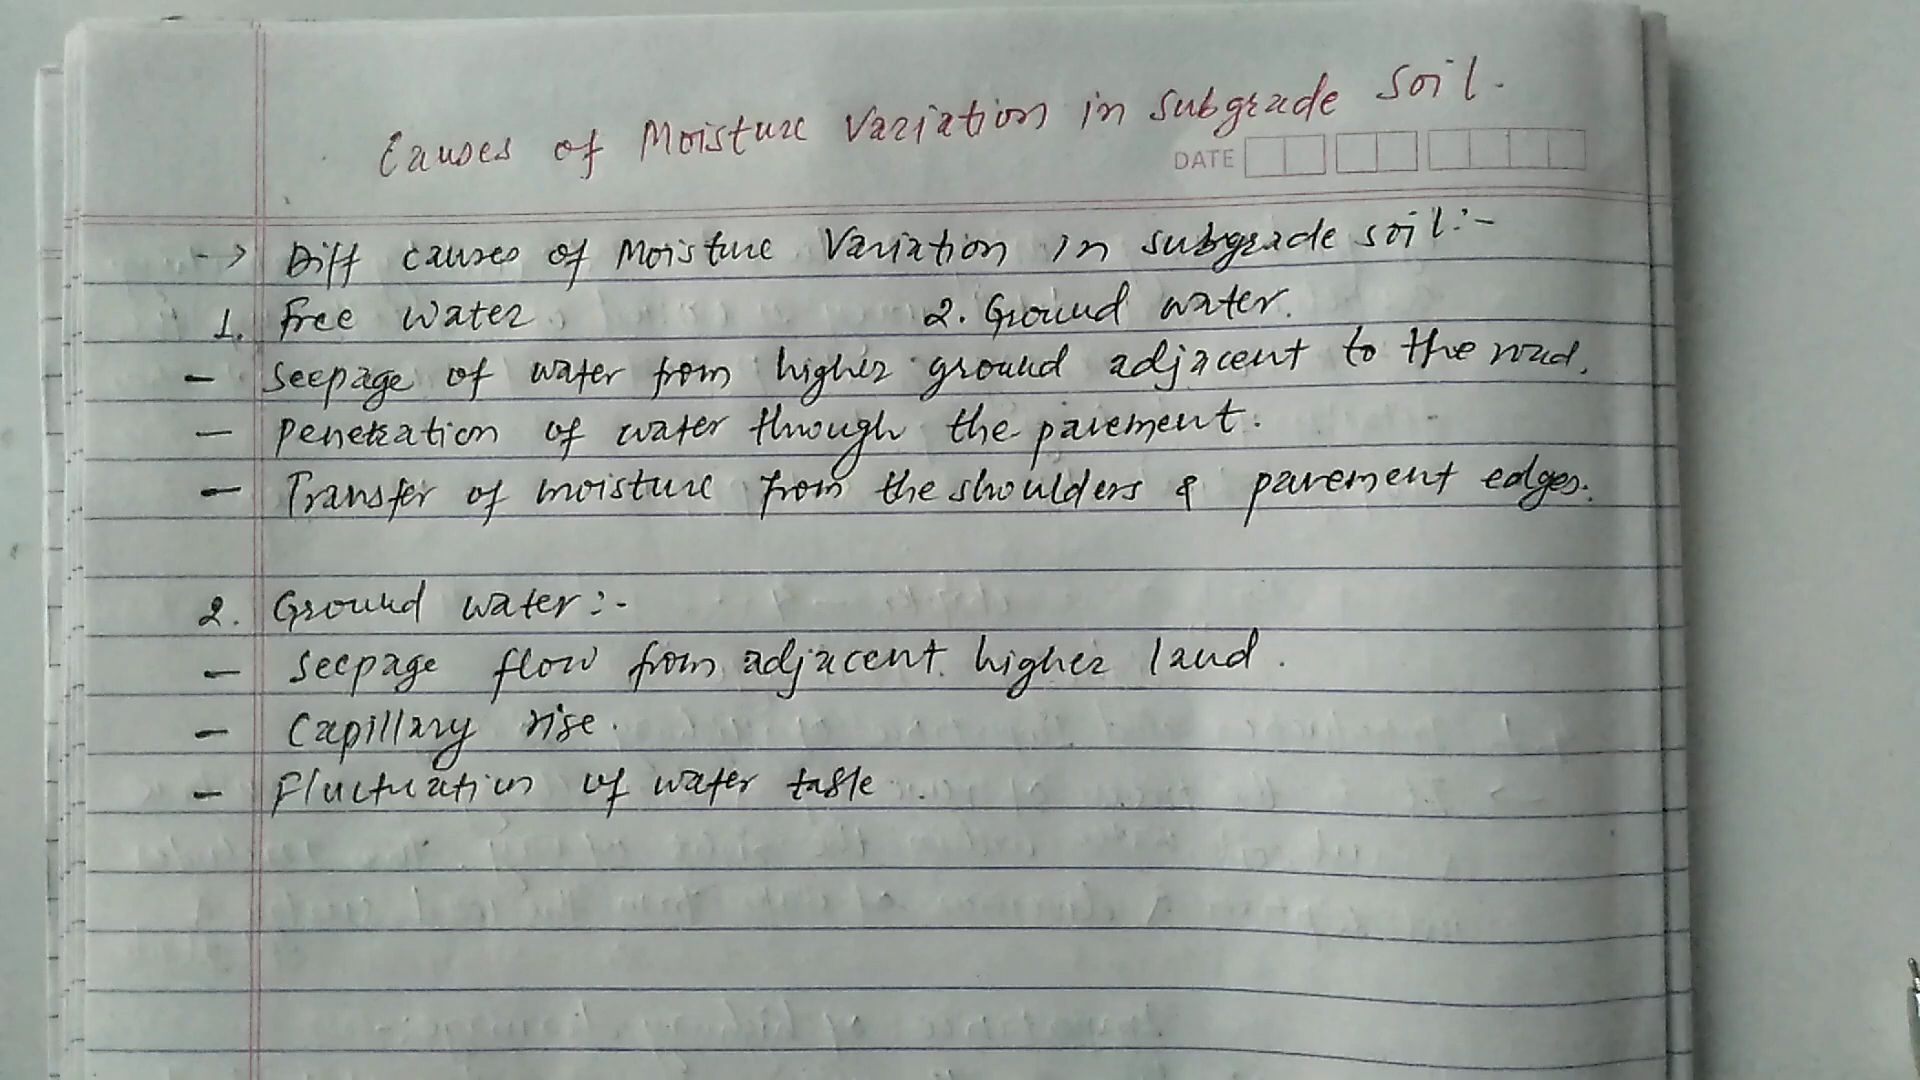 Causes of Moisture Variation in subgrade soil.
DATE
-> Diff causes of Moisture Variation in subgrade soil:-
1. Free water 2. Ground water.
- Seepage of water from higher ground adjacent to the road.
- Penetration of water through the pavement.
- Transfer of moisture from the shoulders & pavement edges.
2. Ground water:-
- Seepage flow from adjacent higher land.
- Capillary rise.
- Fluctuation of water table.